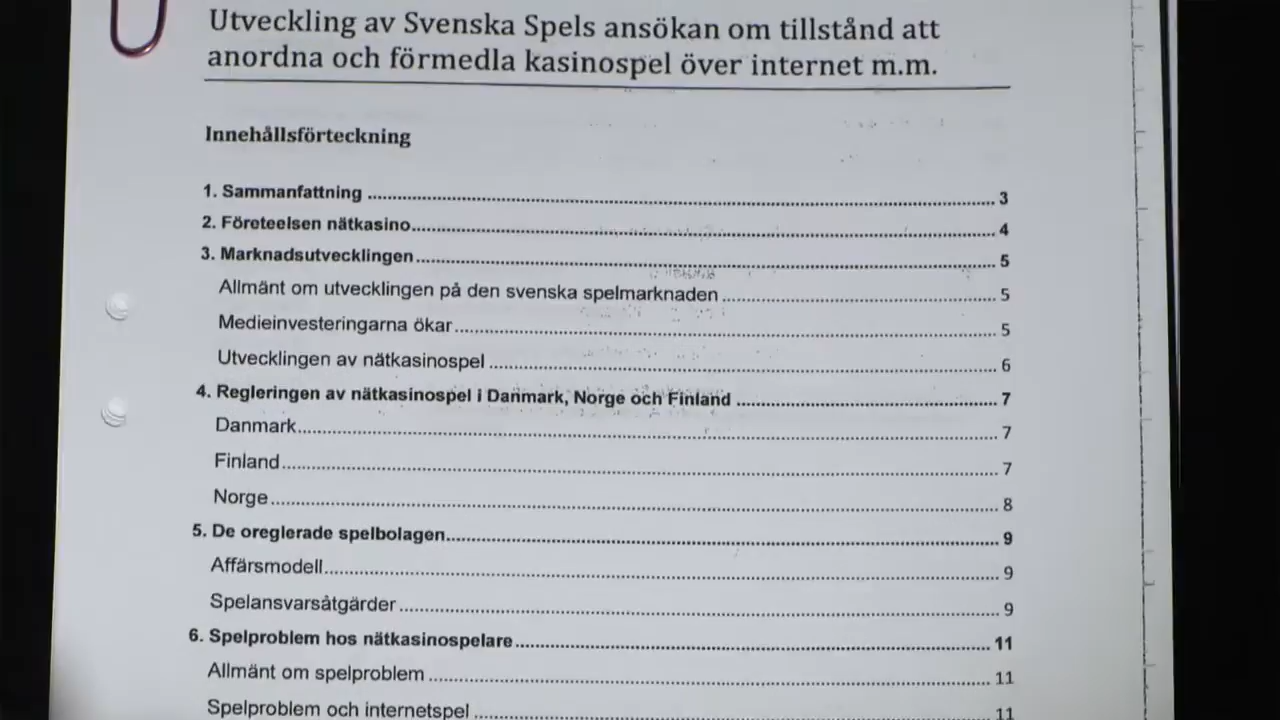 Utveckling av Svenska Spels ansökan om tillstånd att
anordna och förmedla kasinospel över internet m.m.
Innehållsförteckning
1. Sammanfattning ........ 3
2. Företeelsen nätkasino ........ 4
3. Marknadsutvecklingen ........ 5
Allmänt om utvecklingen på den svenska spelmarknaden ........ 5
Medieinvesteringarna ökar ........ 5
Utvecklingen av nätkasinospel ........ 6
4. Regleringen av nätkasinospel i Danmark, Norge och Finland ........ 7
Danmark ........ 7
Finland ........ 7
Norge ........ 8
5. De oreglerade spelbolagen ........ 9
Affärsmodell ........ 9
Spelansvarsåtgärder ........ 9
6. Spelproblem hos nätkasinospelare ........ 11
Allmänt om spelproblem ........ 11
Spelproblem och internetspel ........ 11